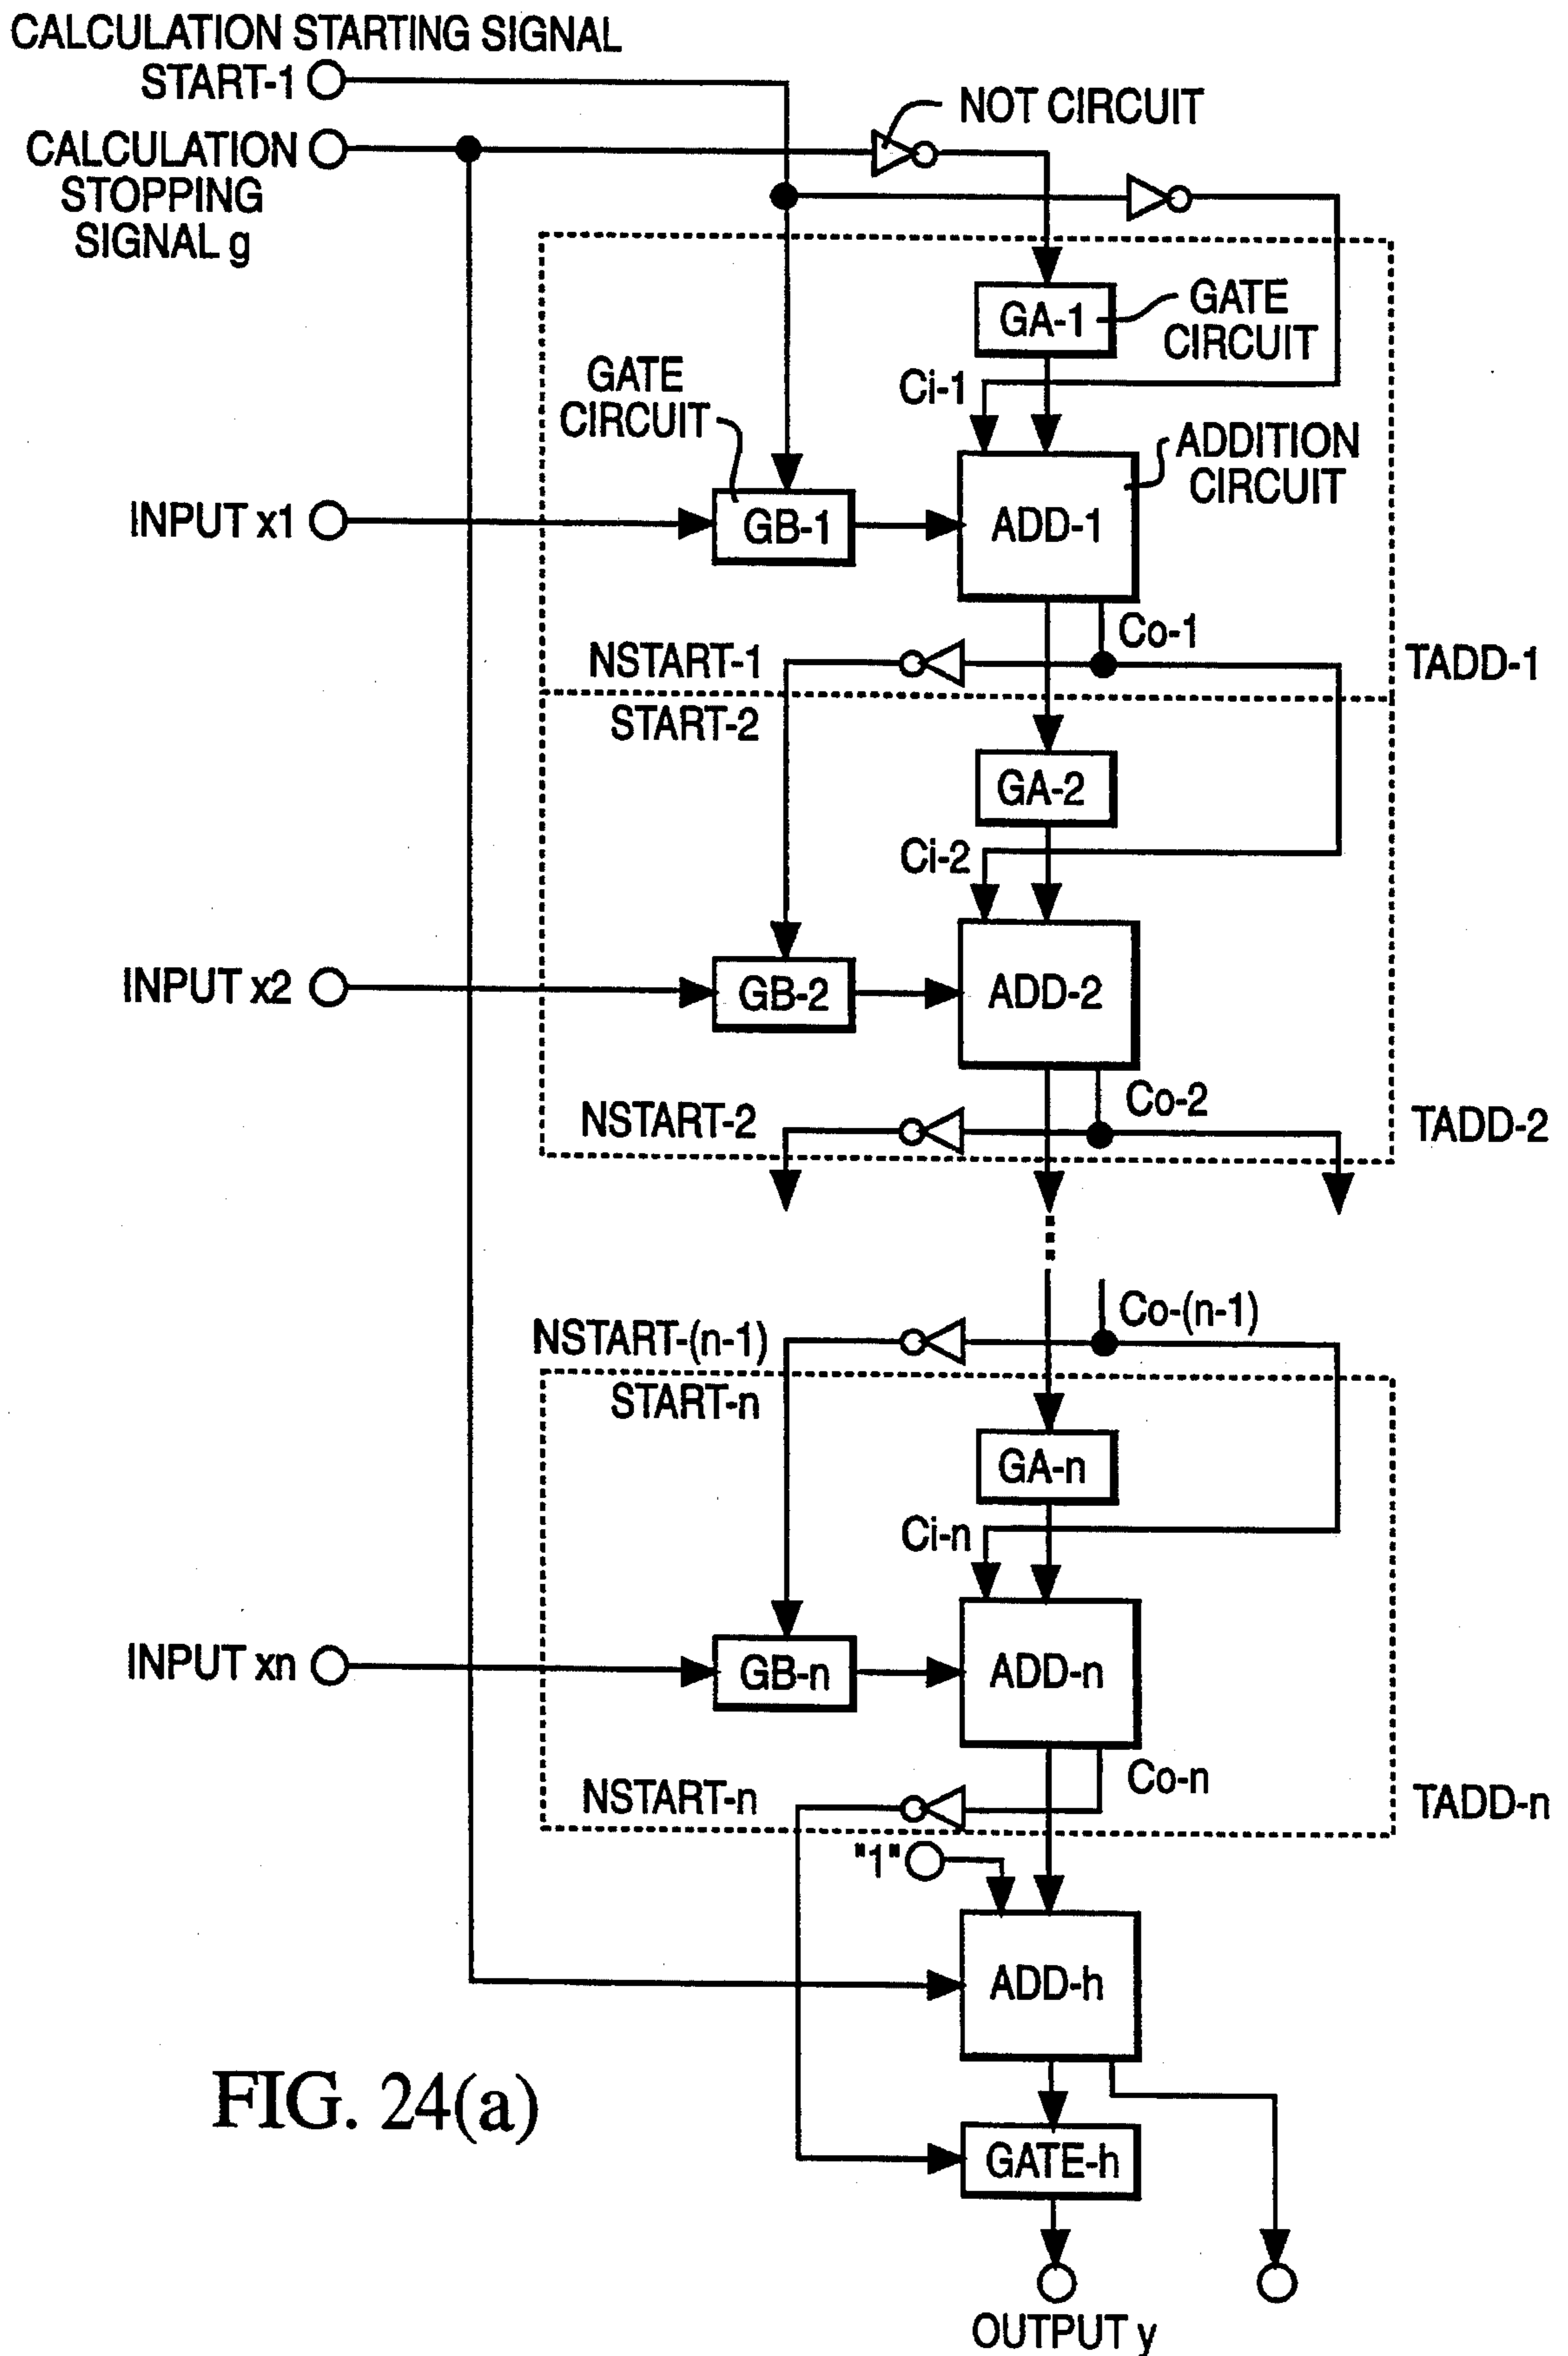 CALCULATION STARTING SIGNAL
START-1
NOT CIRCUIT
CALCULATION
STOPPING
SIGNAL g
GA-1
GATE
CIRCUIT
Ci-1
GATE
CIRCUIT
ADDITION
CIRCUIT
INPUT x1
GB-1
ADD-1
Co-1
NSTART-1
TADD-1
START-2
GA-2
Ci-2
INPUT x2
GB-2
ADD-2
Co-2
NSTART-2
TADD-2
Co-(n-1)
NSTART-(n-1)
START-n
GA-n
Ci-n
INPUT xn
GB-n
ADD-n
Co-n
NSTART-n
TADD-n
"1"
ADD-h
FIG. 24(a)
GATE-h
OUTPUT y